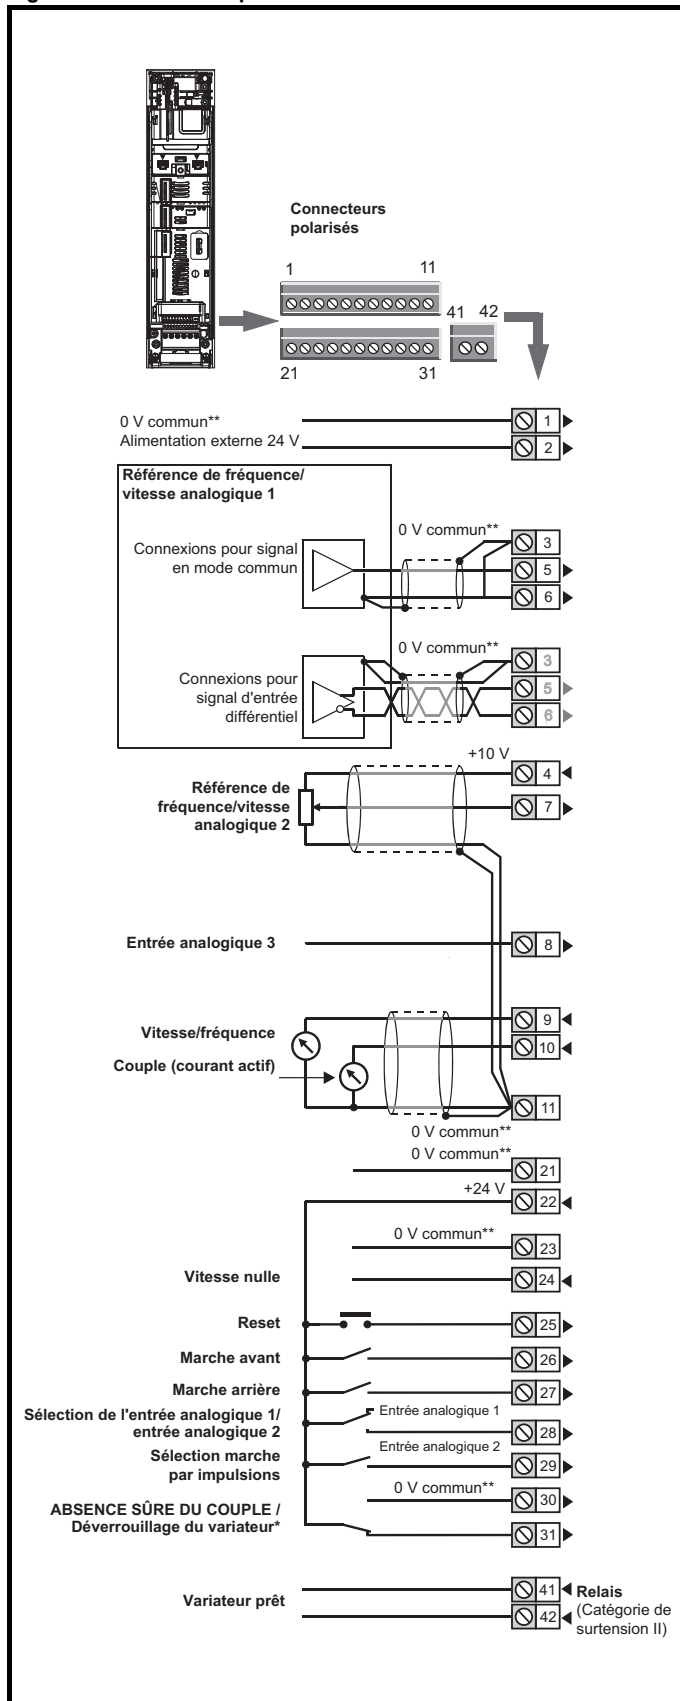 Connecteurs
polarisés
1 11
41 42
21 31
0 V commun** 1
Alimentation externe 24 V 2
Référence de fréquence/
vitesse analogique 1
0 V commun** 3
Connexions pour signal
en mode commun
5
6
0 V commun** 3
Connexions pour
signal d'entrée
différentiel
5
6
+10 V 4
Référence de
fréquence/vitesse
analogique 2
7
Entrée analogique 3 8
9
Vitesse/fréquence
10
Couple (courant actif)
11
0 V commun**
0 V commun** 21
+24 V 22
0 V commun** 23
Vitesse nulle 24
Reset 25
Marche avant 26
Marche arrière 27
Sélection de l'entrée analogique 1/
entrée analogique 2
Entrée analogique 1
28
Entrée analogique 2
Sélection marche
par impulsions
29
0 V commun** 30
ABSENCE SÛRE DU COUPLE /
Déverrouillage du variateur*
31
Variateur prêt
41
42
Relais
(Catégorie de
surtension II)